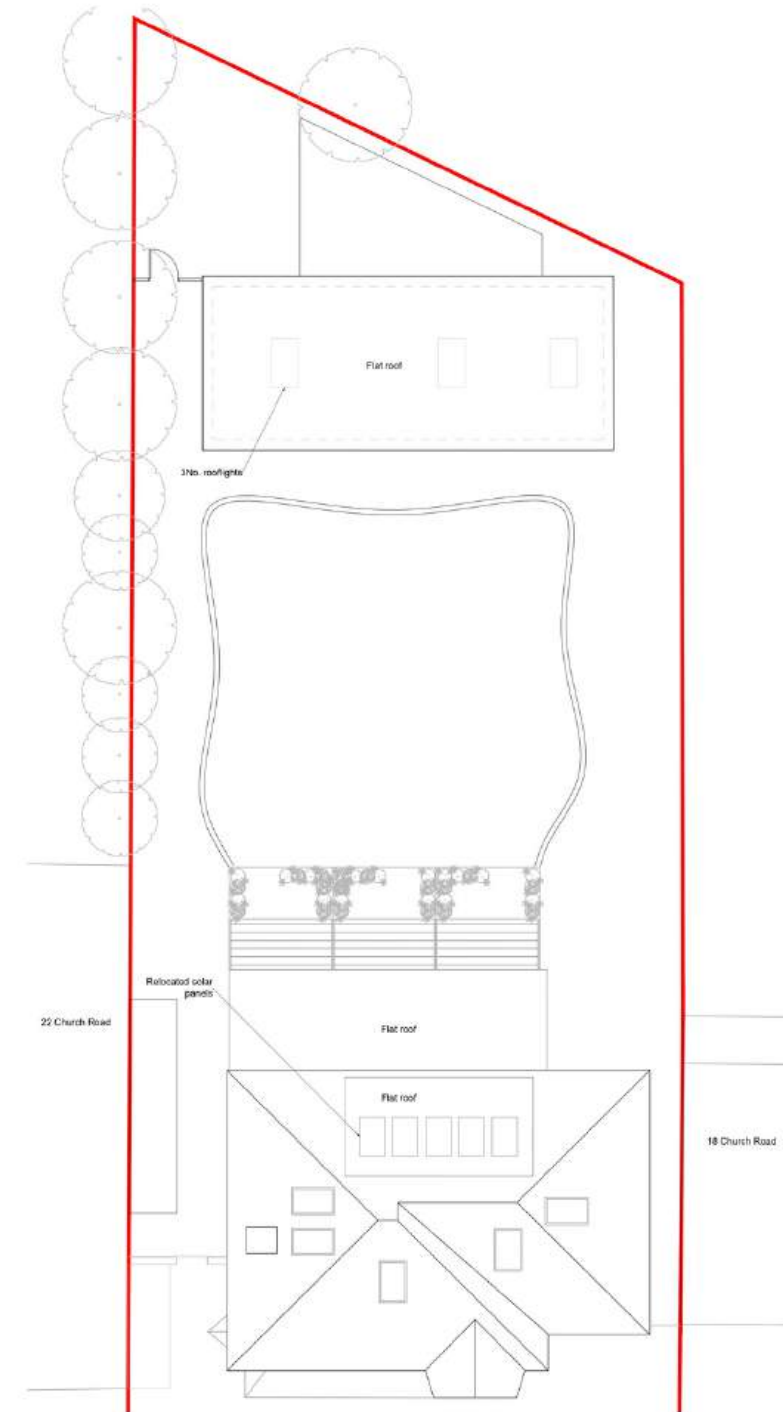 Flat roof
3No. rooflights
Relocated solar
panels
22 Church Road
Flat roof
Flat roof
18 Church Road